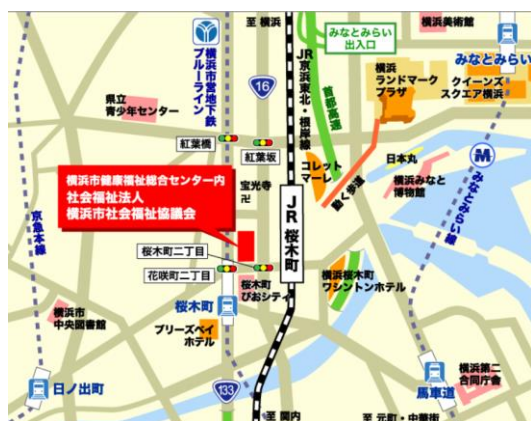 至 横浜
みなとみらい
出入口
横浜美術館
みなとみらい
横浜市営地下鉄
ブルーライン
16
JR京浜東北・根岸線
首都高速
横浜
ランドマーク
プラザ
クイーンズ
スクエア横浜
県立
青少年センター
紅葉橋
紅葉坂
コレット
マーレ
動く歩道
日本丸
横浜みなと
博物館
M
みなとみらい線
横浜市健康福祉総合センター内
社会福祉法人
横浜市社会福祉協議会
宝光寺
卍
JR 桜木町
京急本線
桜木町二丁目
花咲町二丁目
桜木町
ぴおシティ
横浜桜木町
ワシントンホテル
桜木町
横浜市
中央図書館
ブリーズベイ
ホテル
日ノ出町
133
馬車道
横浜第二
合同庁舎
至 関内
至 元町・中華街